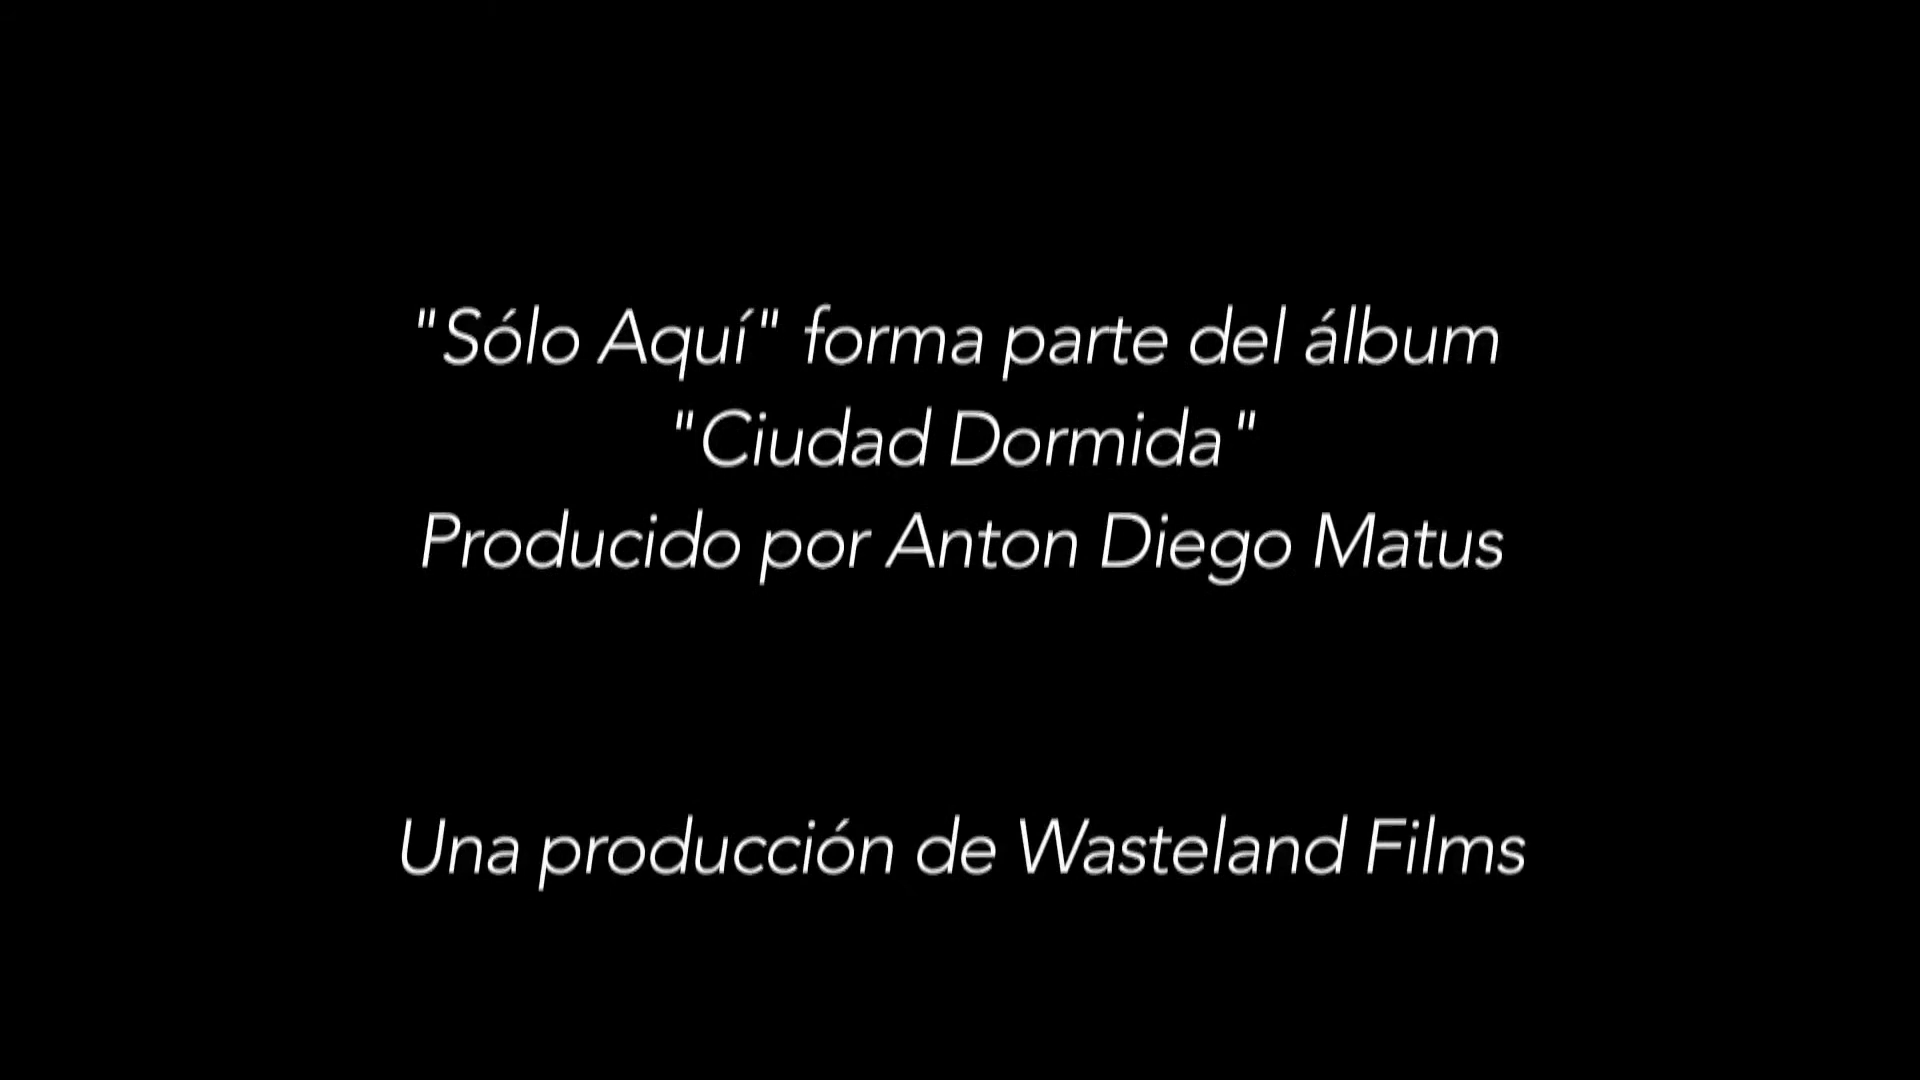 "Sólo Aquí" forma parte del álbum
"Ciudad Dormida"
Producido por Anton Diego Matus
Una producción de Wasteland Films